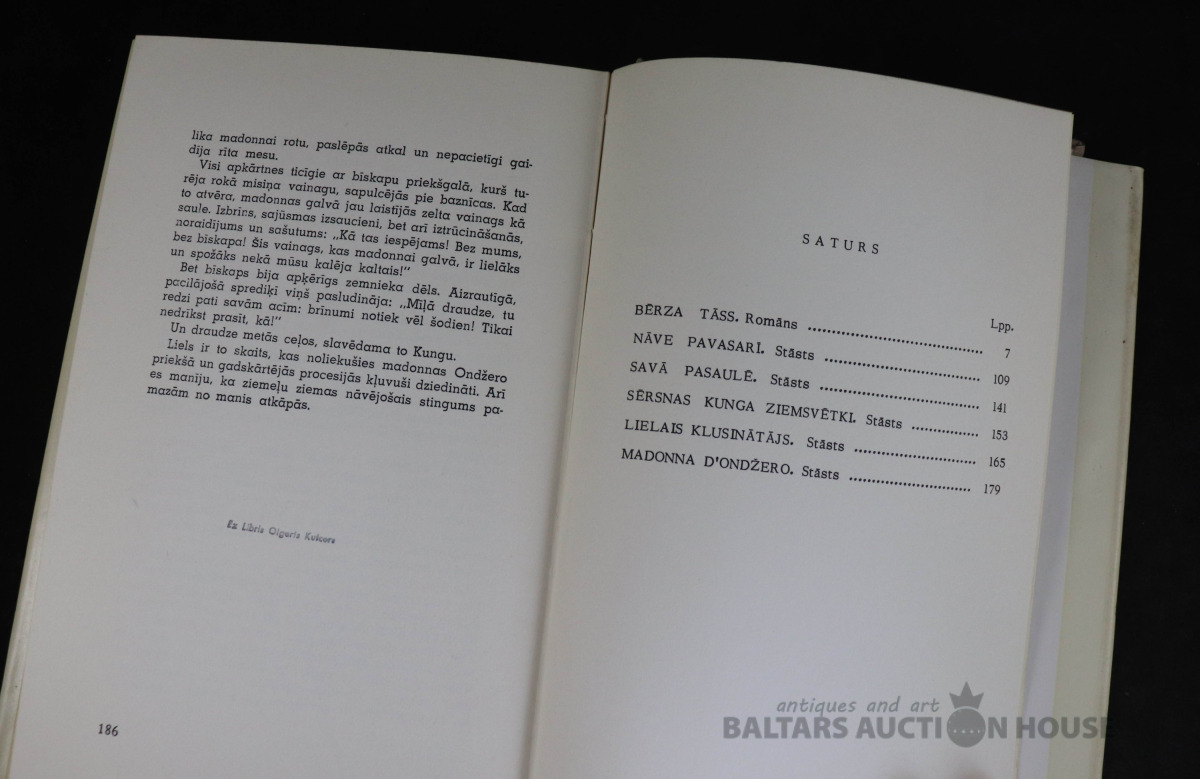 lika madonnai rotu, paslēpās atkal un nepacietīgi gai-
dija rīta mesu.
Visi apkārtnes ticīgie ar bīskapu priekšgalā, kurš tu-
rēja rokā misiņa vainagu, sapulcējās pie baznīcas. Kad
to atvēra, madonnas galvā jau laistījās zelta vainags kā
saule. Izbrīns, sajūsmas izsaucieni, bet arī iztrūcināšanās,
noraidījums un sašutums: „Kā tas iespējams! Bez mums,
bez bīskapa! Šis vainags, kas madonnai galvā, ir lielāks
un spožāks nekā mūsu kalēja kaltais!"
Bet bīskaps bija apķērīgs zemnieka dēls. Aizrautīgā,
pacilājošā sprediķī viņš pasludināja: „Mīļā draudze, tu
redzi pati savām acīm: brīnumi notiek vēl šodien! Tikai
nedrīkst prasīt, kā!"
Un draudze metās ceļos, slavēdama to Kungu.
Liels ir to skaits, kas noliekušies madonnas Ondžero
priekšā un gadskārtējās procesijās kļuvuši dziedināti. Arī
es manīju, ka ziemeļu ziemas nāvējošais stingums pa-
mazām no manis atkāpās.
Ex Libris Olgerts Kutcers
186
SATURS
Lpp.
BĒRZA TĀSS. Romāns 7
NĀVE PAVASARĪ. Stāsts 109
SAVĀ PASAULĒ. Stāsts 141
SĒRSNAS KUNGA ZIEMSVĒTKI. Stāsts 153
LIELAIS KLUSINĀTĀJS. Stāsts 165
MADONNA D'ONDŽERO. Stāsts 179
antiques and art
BALTARS AUCTION HOUSE